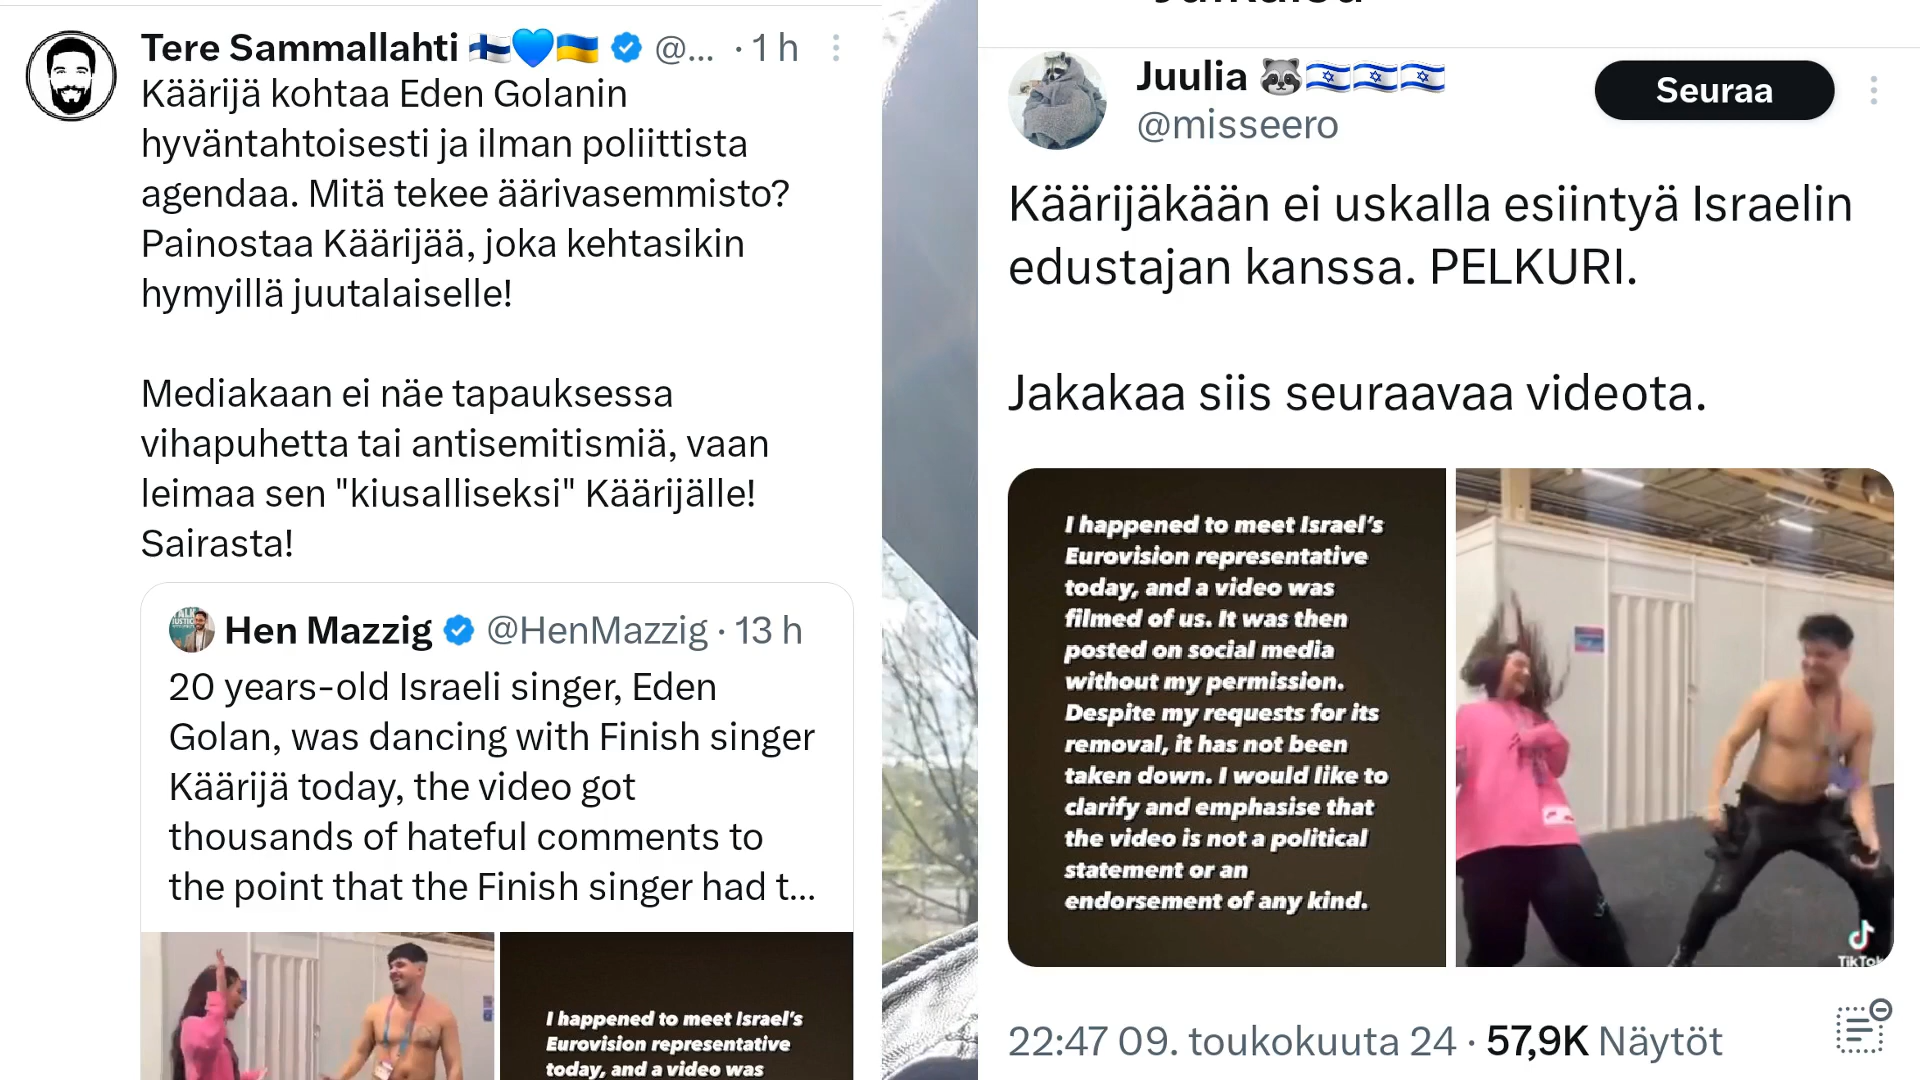 Tere Sammallahti 🇫🇮💙🇺🇦 @... · 1 h
Käärijä kohtaa Eden Golanin
hyväntahtoisesti ja ilman poliittista
agendaa. Mitä tekee äärivasemmisto?
Painostaa Käärijää, joka kehtasikin
hymyillä juutalaiselle!
Mediakaan ei näe tapauksessa
vihapuhetta tai antisemitismiä, vaan
leimaa sen "kiusalliseksi" Käärijälle!
Sairasta!
Hen Mazzig @HenMazzig · 13 h
20 years-old Israeli singer, Eden
Golan, was dancing with Finish singer
Käärijä today, the video got
thousands of hateful comments to
the point that the Finish singer had t...
I happened to meet Israel's
Eurovision representative
today, and a video was
Juulia 🦝🇮🇱🇮🇱🇮🇱
@misseero
Seuraa
Käärijäkään ei uskalla esiintyä Israelin
edustajan kanssa. PELKURI.
Jakakaa siis seuraavaa videota.
I happened to meet Israel's
Eurovision representative
today, and a video was
filmed of us. It was then
posted on social media
without my permission.
Despite my requests for its
removal, it has not been
taken down. I would like to
clarify and emphasise that
the video is not a political
statement or an
endorsement of any kind.
TikTok
22:47 09. toukokuuta 24 · 57,9K Näytöt